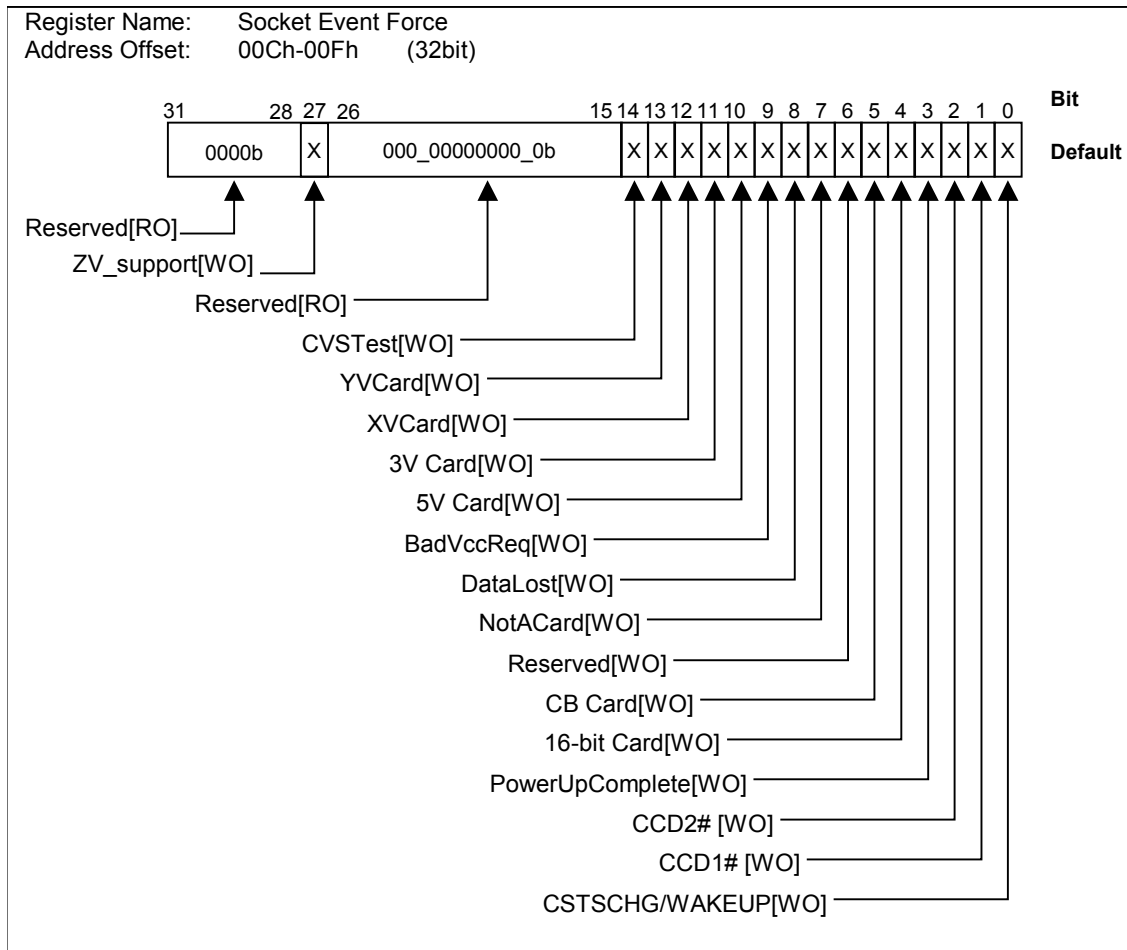 Register Name: Socket Event Force
Address Offset: 00Ch-00Fh (32bit)
31 28 27 26 15 14 13 12 11 10 9 8 7 6 5 4 3 2 1 0 Bit
0000b X 000_00000000_0b X X X X X X X X X X X X X X X Default
Reserved[RO]
ZV_support[WO]
Reserved[RO]
CVSTest[WO]
YVCard[WO]
XVCard[WO]
3V Card[WO]
5V Card[WO]
BadVccReq[WO]
DataLost[WO]
NotACard[WO]
Reserved[WO]
CB Card[WO]
16-bit Card[WO]
PowerUpComplete[WO]
CCD2# [WO]
CCD1# [WO]
CSTSCHG/WAKEUP[WO]